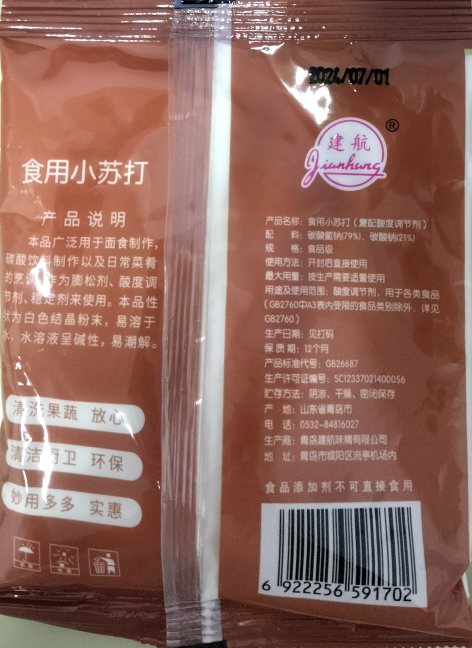 2024/07/01
建航
®
Jianhang
食用小苏打
产品说明
本品广泛用于面食制作，
碳酸饮料制作以及日常菜肴
的烹调，作为膨松剂、酸度调
节剂、稳定剂来使用。本品性
状为白色结晶粉末，易溶于
水，水溶液呈碱性，易潮解。
清洗果蔬 放心
清洁厨卫 环保
妙用多多 实惠
产品名称：食用小苏打（复配酸度调节剂）
配 料：碳酸氢钠(79%)，碳酸钠(21%)
规 格：食品级
使用方法：开封后直接使用
最大用量：按生产需要适量使用
用途及使用范围：酸度调节剂，用于各类食品
(GB2760中A3表内受限的食品类别除外，详见
GB2760)
生产日期：见打码
保质期：12个月
产品标准代号：GB26687
生产许可证编号：SC12337021400056
贮存方法：阴凉、干燥、密闭保存
产 地：山东省青岛市
电 话：0532-84816027
生产商：青岛建航味精有限公司
地 址：青岛市城阳区流亭机场内
食品添加剂不可直接食用
6 922256 591702